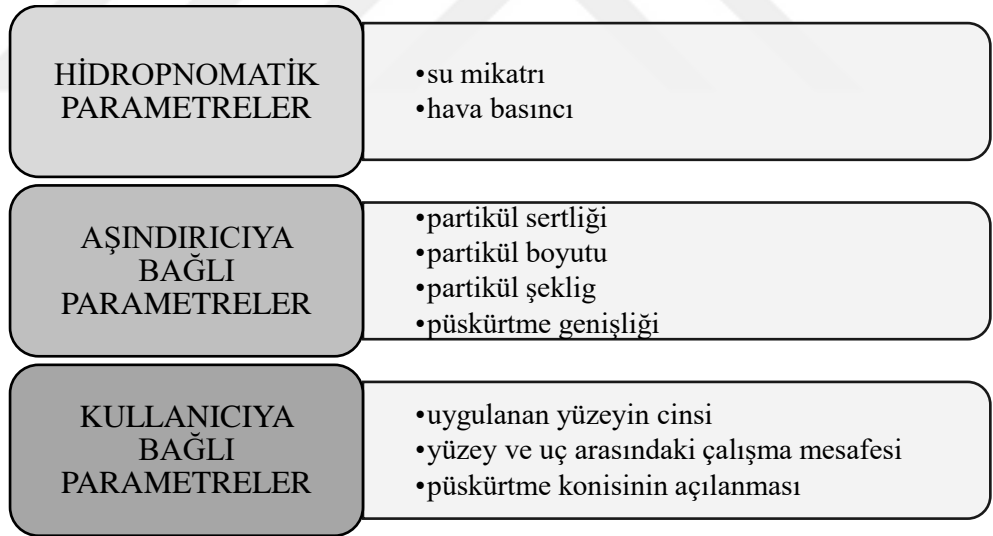 HİDROPNOMATİK
PARAMETRELER
•su mikatrı
•hava basıncı
AŞINDIRICIYA
BAĞLI
PARAMETRELER
•partikül sertliği
•partikül boyutu
•partikül şeklig
•püskürtme genişliği
KULLANICIYA
BAĞLI
PARAMETRELER
•uygulanan yüzeyin cinsi
•yüzey ve uç arasındaki çalışma mesafesi
•püskürtme konisinin açılanması